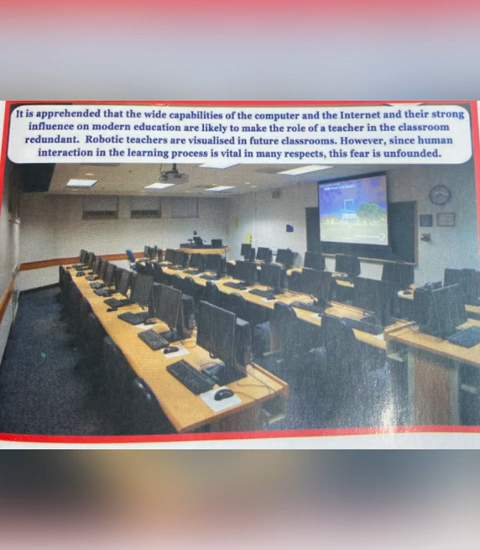 It is apprehended that the wide capabilities of the computer and the Internet and their strong
influence on modern education are likely to make the role of a teacher in the classroom
redundant. Robotic teachers are visualised in future classrooms. However, since human
interaction in the learning process is vital in many respects, this fear is unfounded.